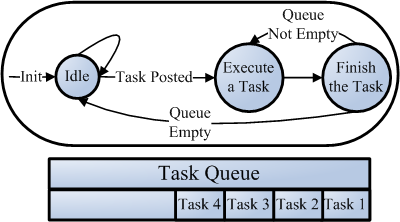 Queue
Not Empty
Init
Idle
Task Posted
Execute
a Task
Finish
the Task
Queue
Empty
Task Queue
Task 4
Task 3
Task 2
Task 1